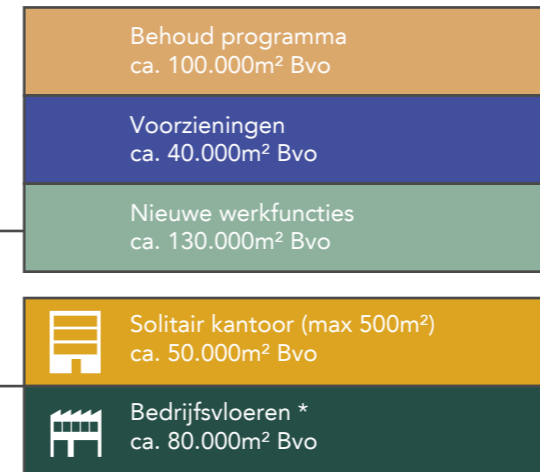 Behoud programma
ca. 100.000m² Bvo
Voorzieningen
ca. 40.000m² Bvo
Nieuwe werkfuncties
ca. 130.000m² Bvo
Solitair kantoor (max 500m²)
ca. 50.000m² Bvo
Bedrijfsvloeren *
ca. 80.000m² Bvo